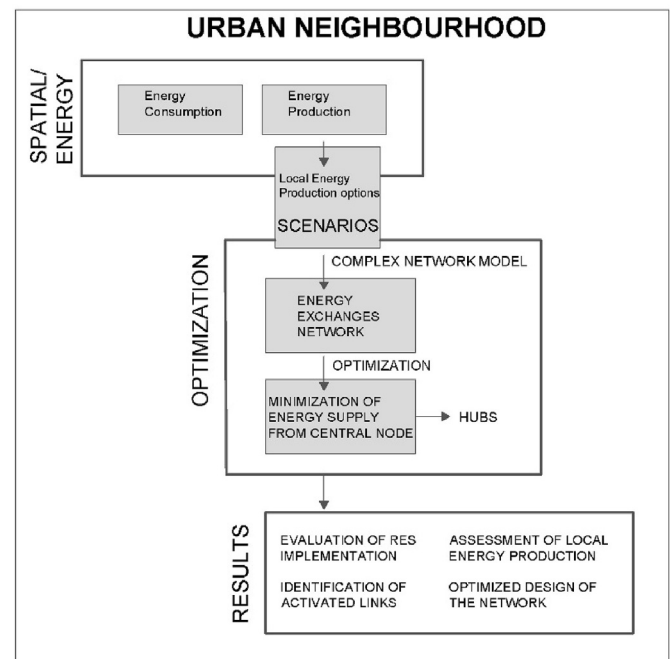 URBAN NEIGHBOURHOOD
SPATIAL/
ENERGY
Energy
Consumption
Energy
Production
Local Energy
Production options
SCENARIOS
OPTIMIZATION
COMPLEX NETWORK MODEL
ENERGY
EXCHANGES
NETWORK
OPTIMIZATION
MINIMIZATION OF
ENERGY SUPPLY
FROM CENTRAL NODE
HUBS
RESULTS
EVALUATION OF RES
IMPLEMENTATION
ASSESSMENT OF LOCAL
ENERGY PRODUCTION
IDENTIFICATION OF
ACTIVATED LINKS
OPTIMIZED DESIGN OF
THE NETWORK